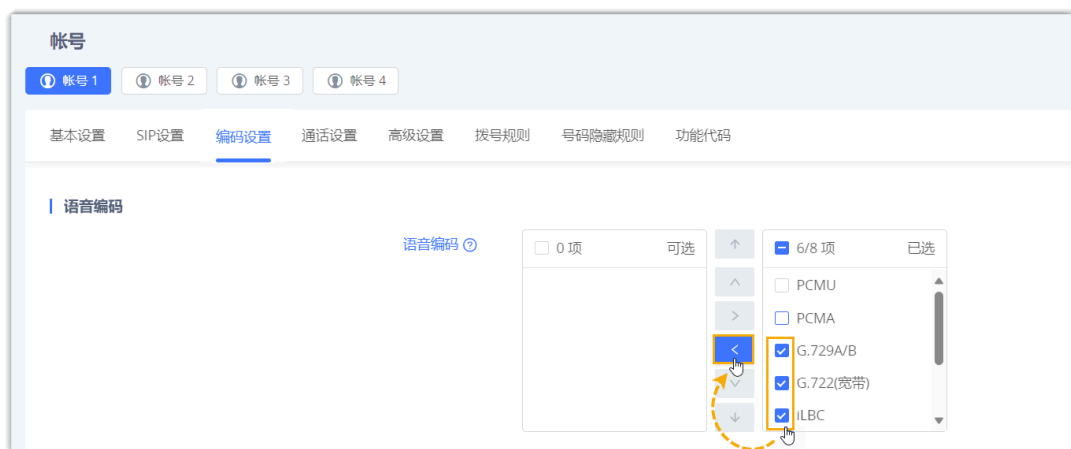 帐号
帐号 1 帐号 2 帐号 3 帐号 4
基本设置 SIP设置 编码设置 通话设置 高级设置 拨号规则 号码隐藏规则 功能代码
语音编码
语音编码 0 项 可选 6/8 项 已选
PCMU
PCMA
G.729A/B
G.722(宽带)
iLBC